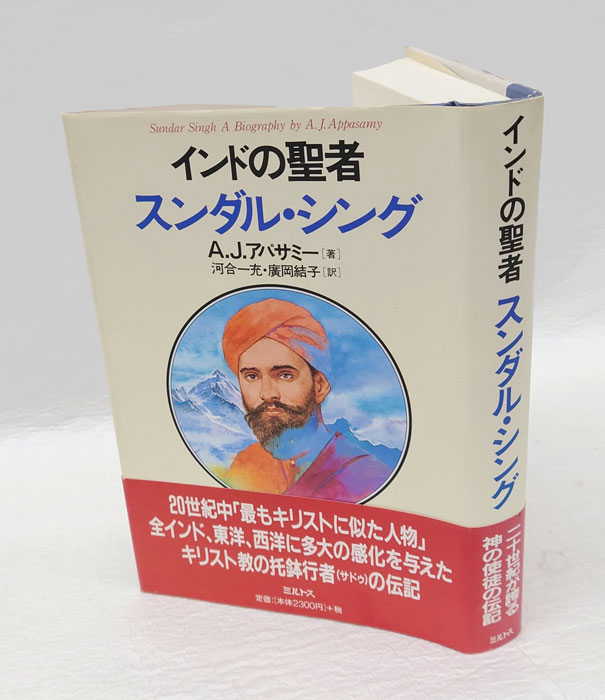 Sundar Singh A Biography by A.J.Appasamy
インドの聖者
スンダル・シング
A.J.アパサミー[著]
河合一充・廣岡結子[訳]
20世紀中「最もキリストに似た人物」
全インド、東洋、西洋に多大の感化を与えた
キリスト教の托鉢行者(サドゥ)の伝記
ミルトス
定価:[本体2300円]+税
インドの聖者 スンダル・シング
二十世紀が誇る
神の使徒の伝記
ミルトス